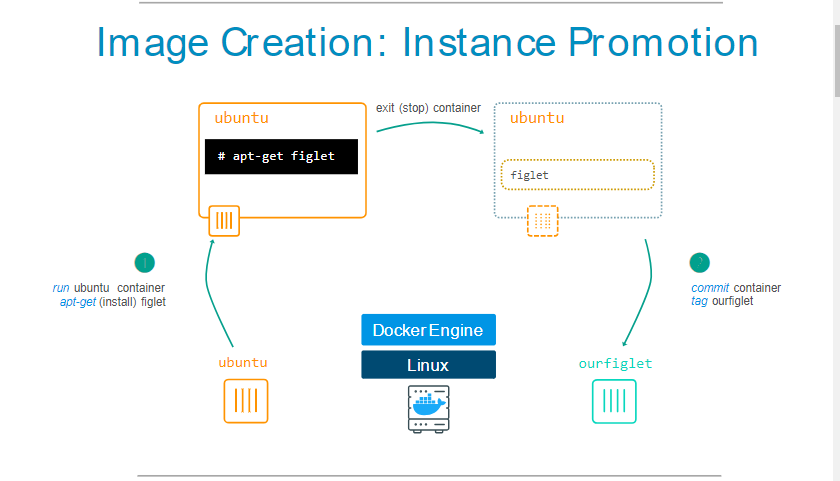 Image Creation: Instance Promotion
ubuntu
# apt-get figlet
exit (stop) container
ubuntu
figlet
run ubuntu container
apt-get (install) figlet
commit container
tag ourfiglet
Docker Engine
Linux
ubuntu
ourfiglet